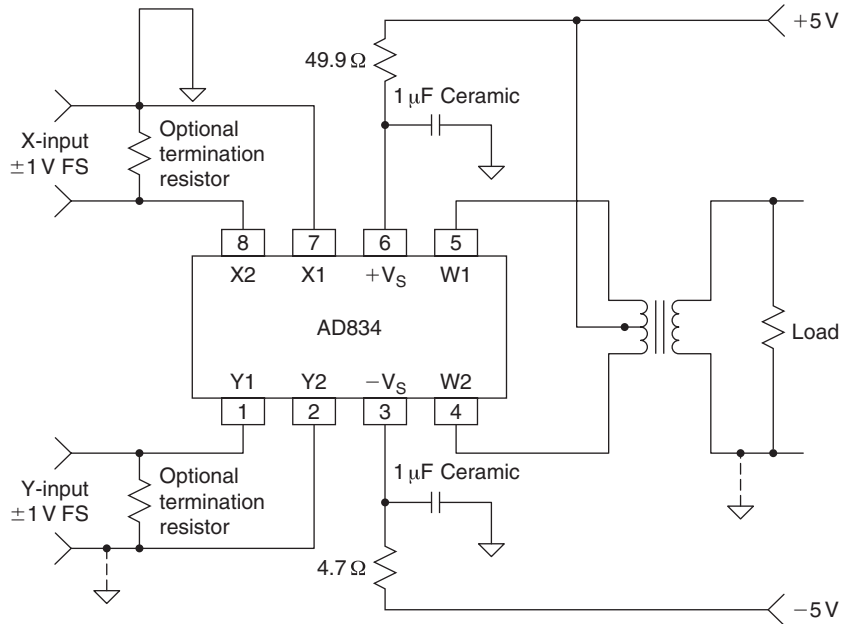 +5 V
49.9 Ω
1 μF Ceramic
X-input
±1 V FS
Optional
termination
resistor
8
7
6
5
X2
X1
+VS
W1
AD834
Load
Y1
Y2
−VS
W2
1
2
3
4
Y-input
±1 V FS
Optional
termination
resistor
1 μF Ceramic
4.7 Ω
−5 V